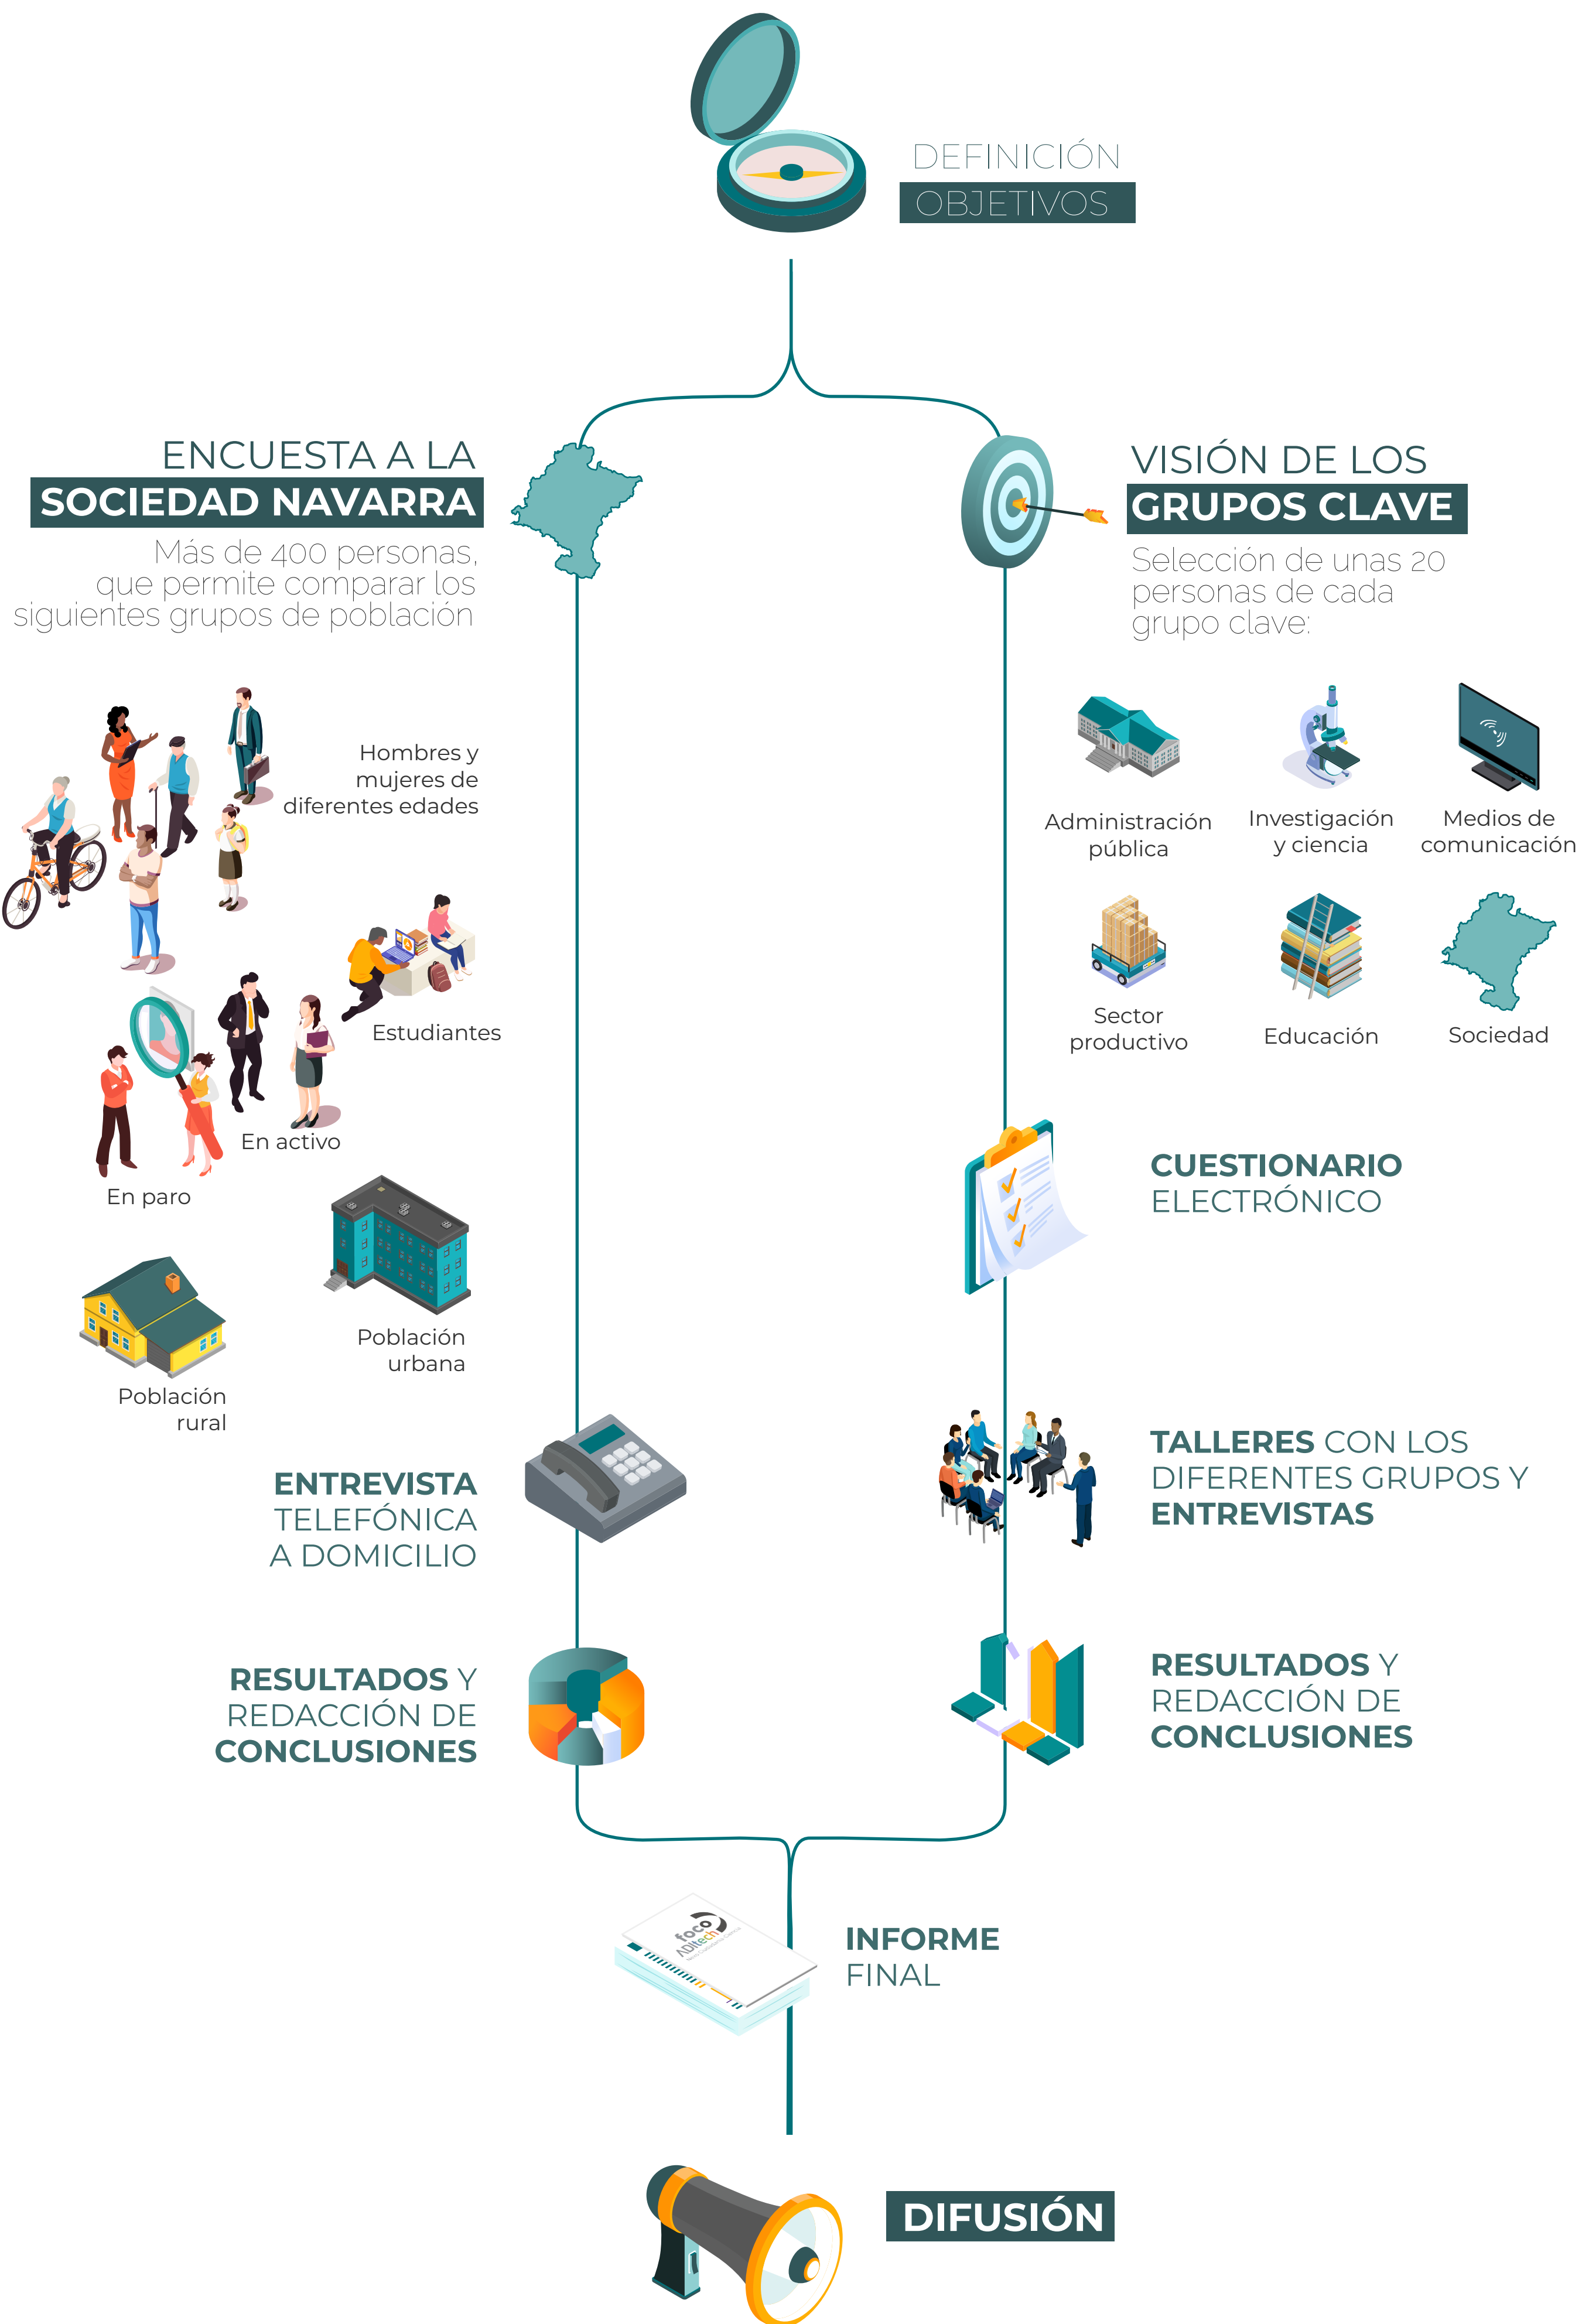 DEFINICIÓN
OBJETIVOS
ENCUESTA A LA
SOCIEDAD NAVARRA
Más de 400 personas,
que permite comparar los
siguientes grupos de población
Hombres y
mujeres de
diferentes edades
Estudiantes
En activo
En paro
Población
urbana
Población
rural
ENTREVISTA
TELEFÓNICA
A DOMICILIO
RESULTADOS Y
REDACCIÓN DE
CONCLUSIONES
VISIÓN DE LOS
GRUPOS CLAVE
Selección de unas 20
personas de cada
grupo clave:
Administración
pública
Investigación
y ciencia
Medios de
comunicación
Sector
productivo
Educación
Sociedad
CUESTIONARIO
ELECTRÓNICO
TALLERES CON LOS
DIFERENTES GRUPOS Y
ENTREVISTAS
RESULTADOS Y
REDACCIÓN DE
CONCLUSIONES
foco
ADItech
INFORME
FINAL
DIFUSIÓN